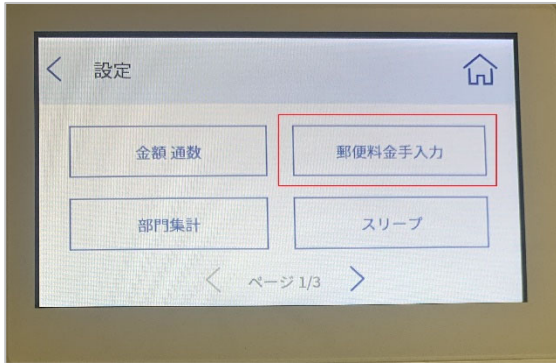 設定
金額 通数
郵便料金手入力
部門集計
スリープ
ページ 1/3